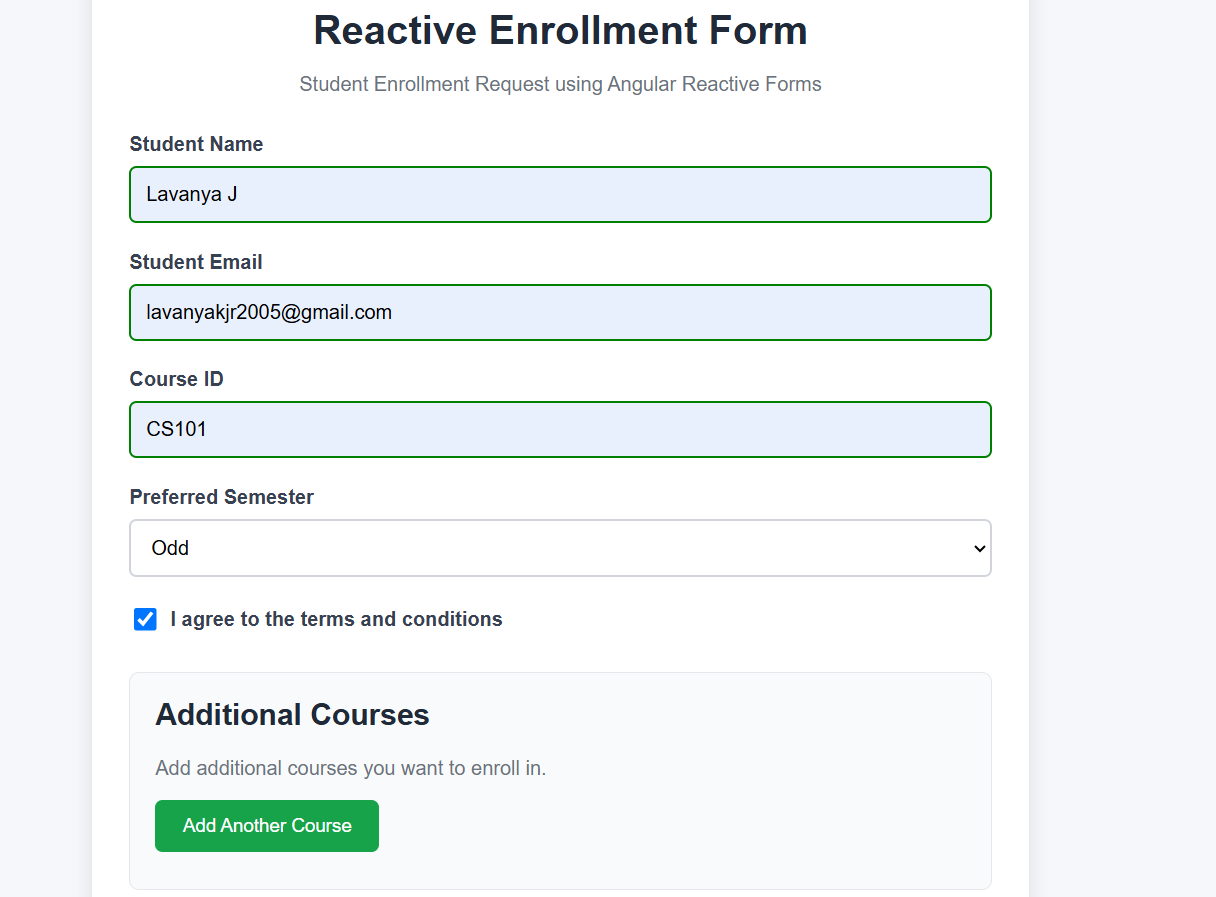 Reactive Enrollment Form
Student Enrollment Request using Angular Reactive Forms
Student Name
Lavanya J
Student Email
lavanyakjr2005@gmail.com
Course ID
CS101
Preferred Semester
Odd
I agree to the terms and conditions
Additional Courses
Add additional courses you want to enroll in.
Add Another Course